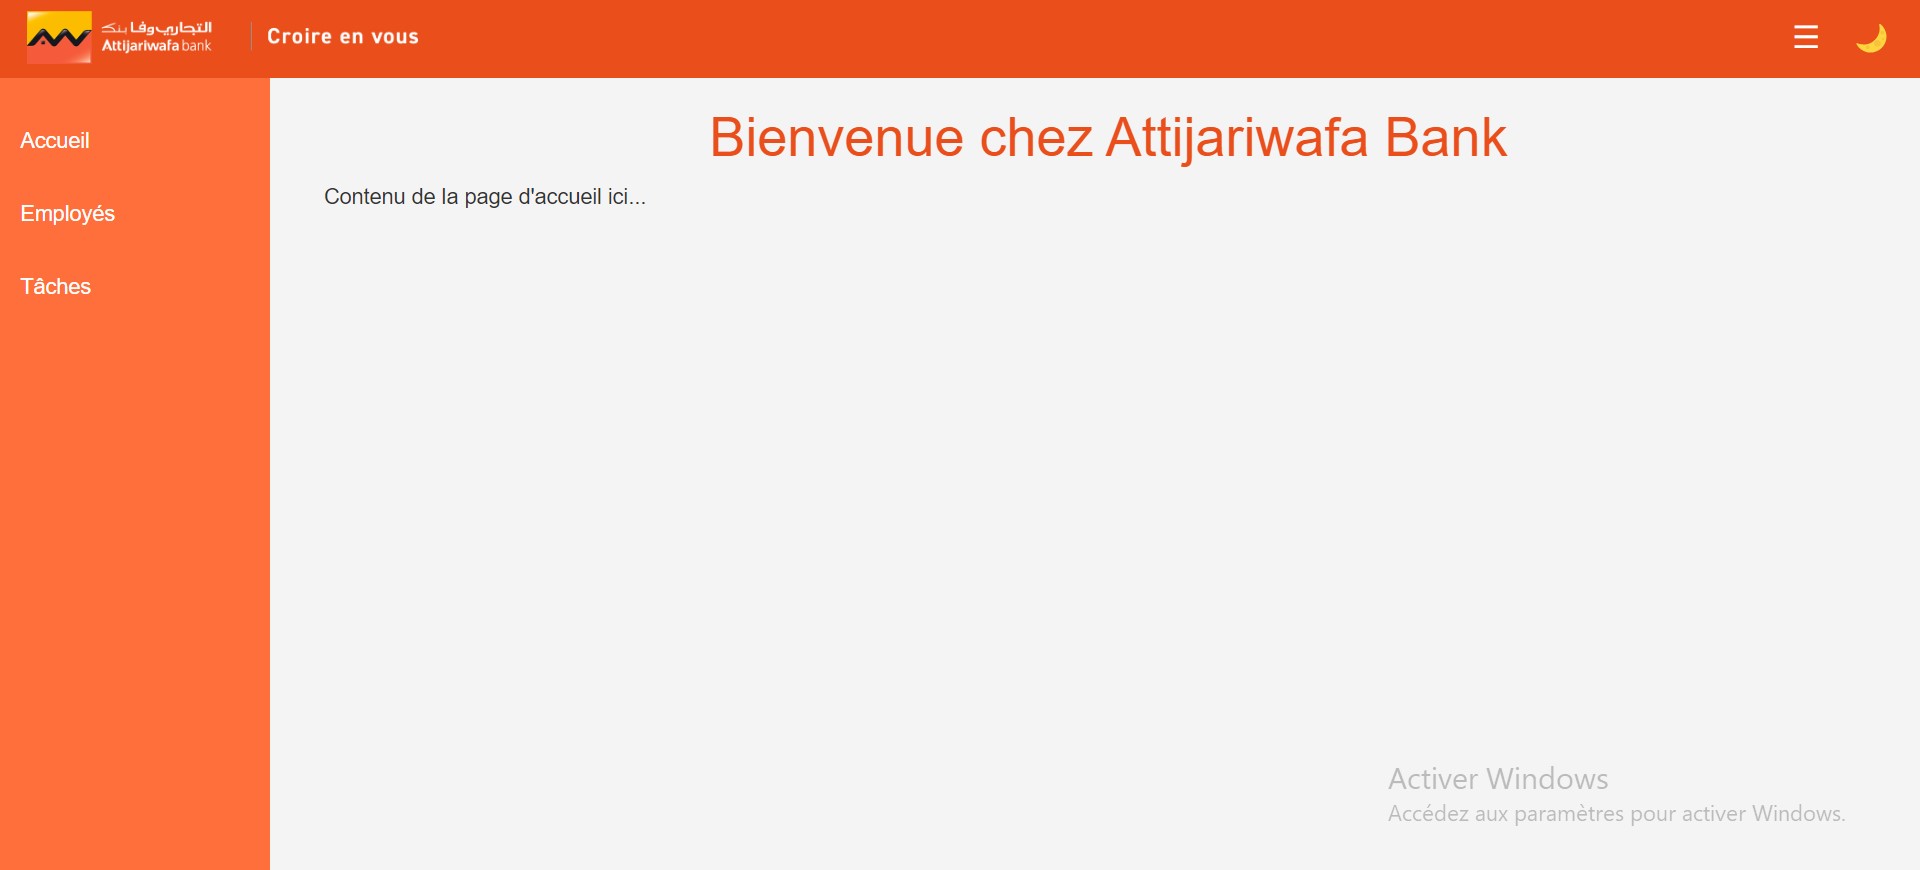 التجاري وفا بنك
Attijariwafa bank
Croire en vous
Accueil
Employés
Tâches
Bienvenue chez Attijariwafa Bank
Contenu de la page d'accueil ici...
Activer Windows
Accédez aux paramètres pour activer Windows.